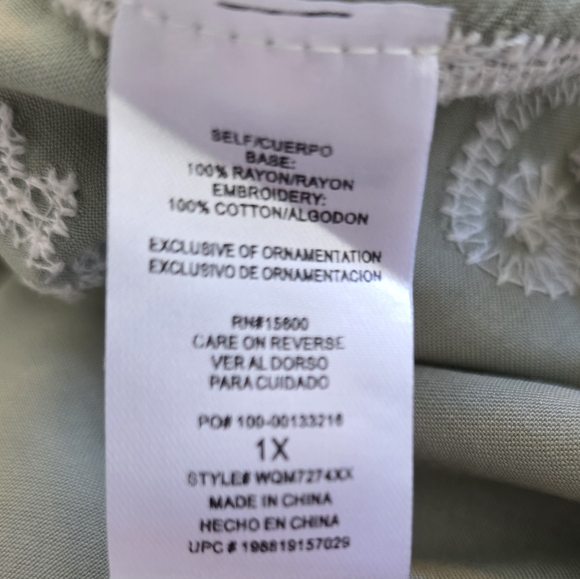 SELF/CUERPO
BASE:
100% RAYON/RAYON
EMBROIDERY:
100% COTTON/ALGODON
EXCLUSIVE OF ORNAMENTATION
EXCLUSIVO DE ORNAMENTACION
RN#15600
CARE ON REVERSE
VER AL DORSO
PARA CUIDADO
PO# 100-00133216
1X
STYLE# WQM7274XX
MADE IN CHINA
HECHO EN CHINA
UPC # 198819157029